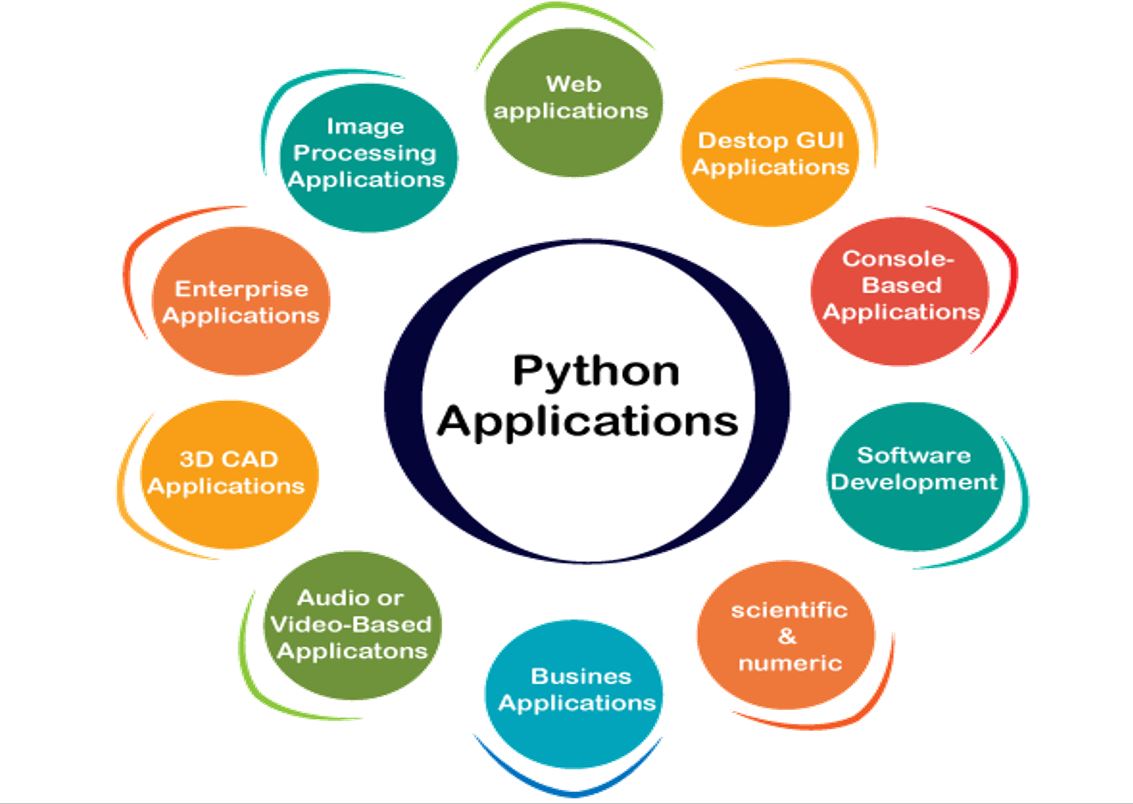 Web
applications
Destop GUI
Applications
Console-
Based
Applications
Software
Development
scientific
&
numeric
Busines
Applications
Audio or
Video-Based
Applicatons
3D CAD
Applications
Enterprise
Applications
Image
Processing
Applications
Python
Applications